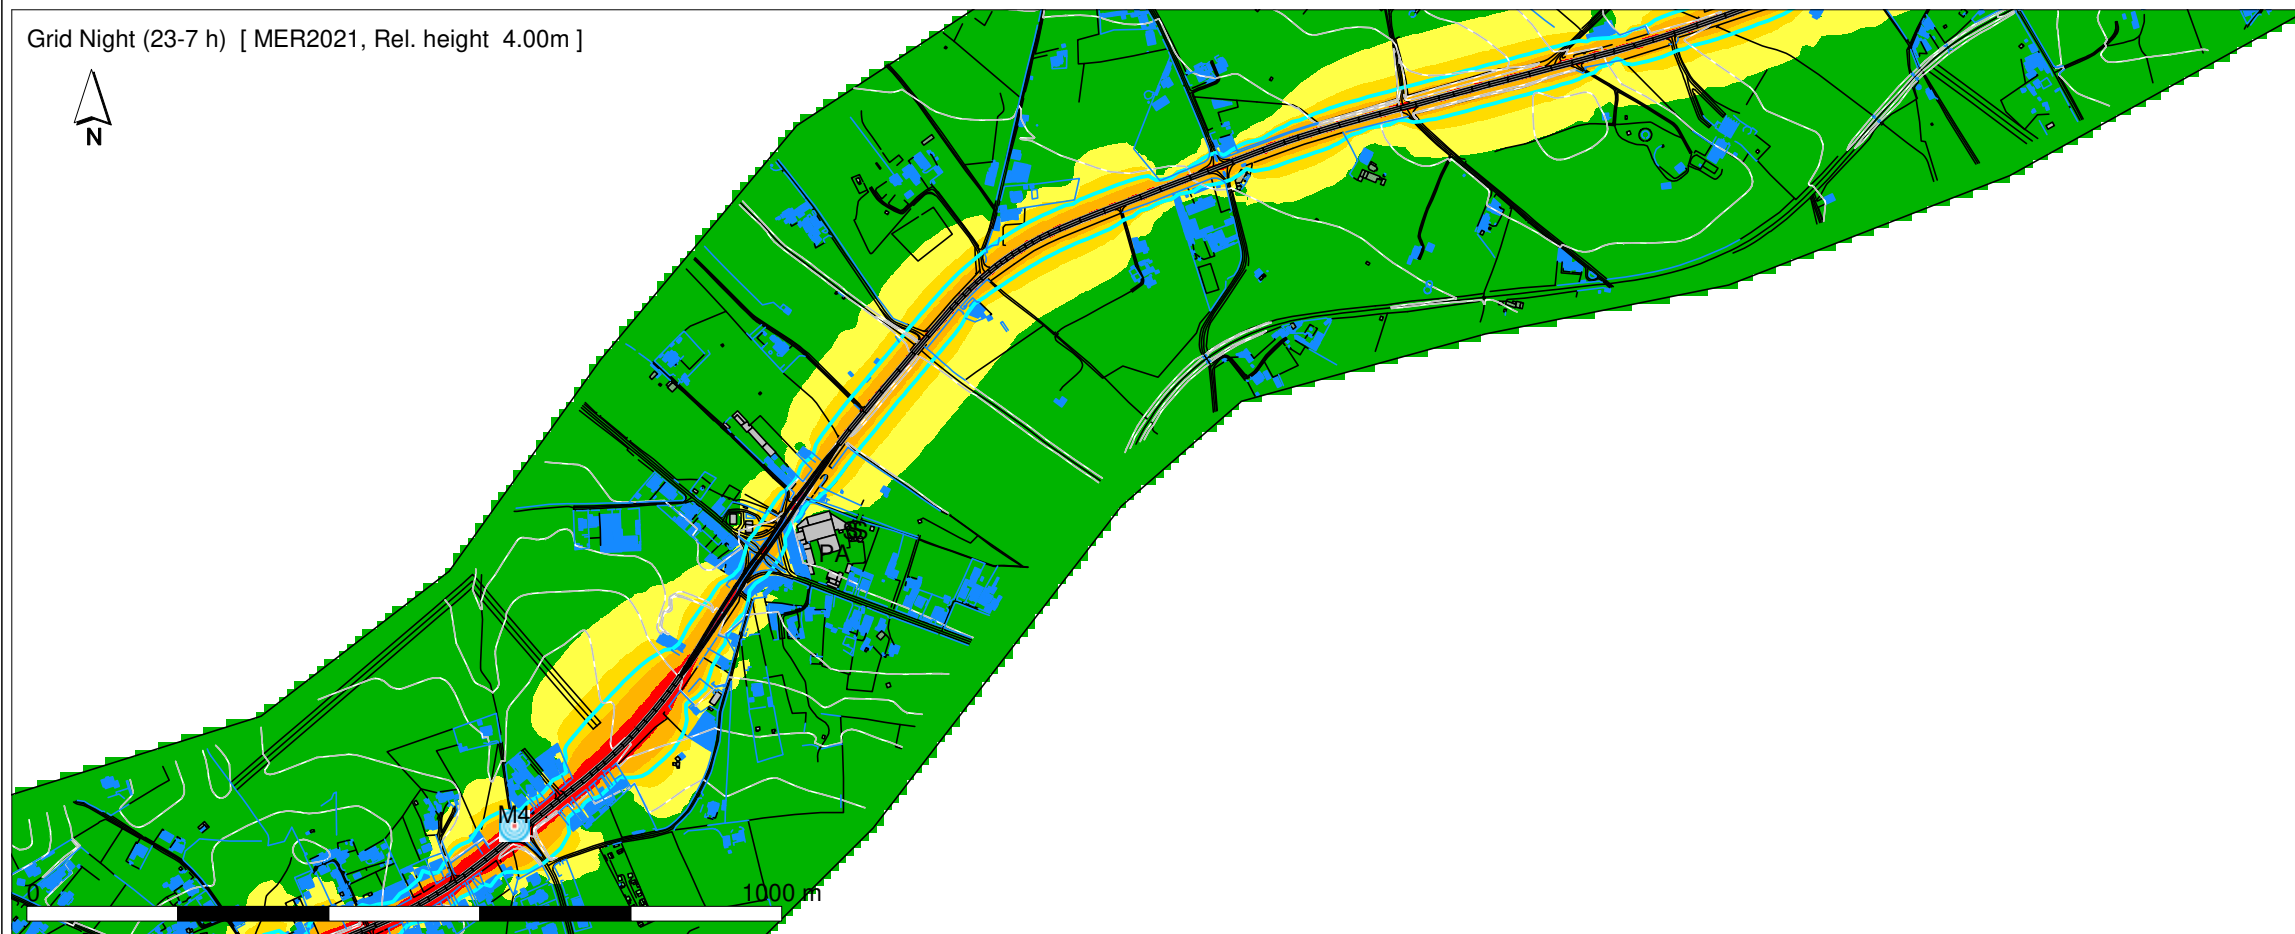 Grid Night (23-7 h) [ MER2021, Rel. height 4.00m ]
N
PA
M4
0
1000 m